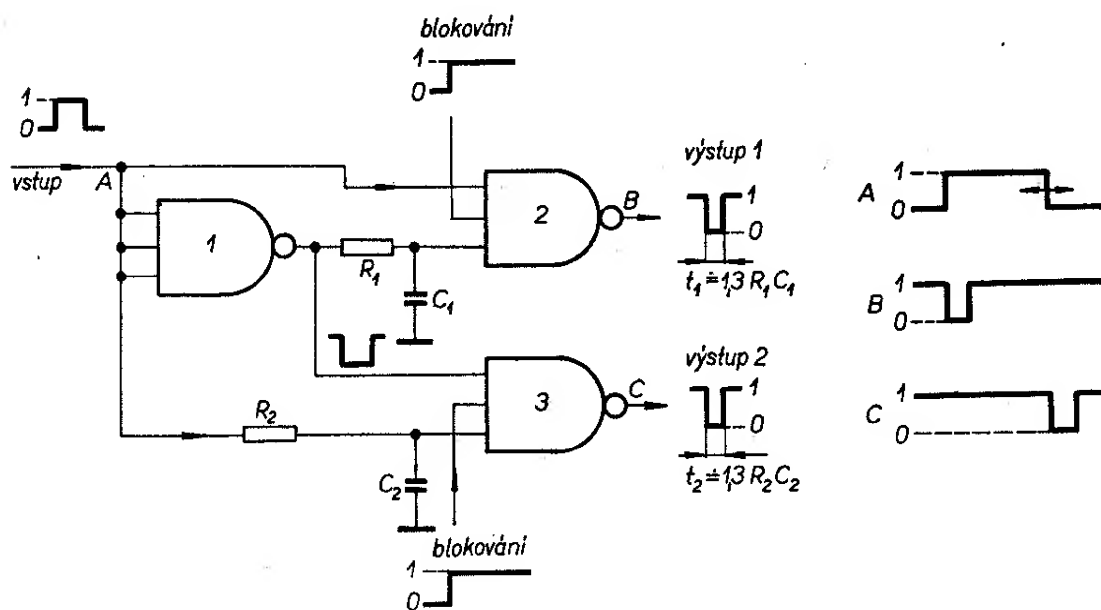 blokování
1
0
1
0
vstup
A
1
R1
C1
2
B
výstup 1
1
0
t1 ≐ 1,3 R1C1
A
1
0
B
1
0
R2
C2
3
C
výstup 2
1
0
t2 ≐ 1,3 R2C2
C
1
0
blokování
1
0